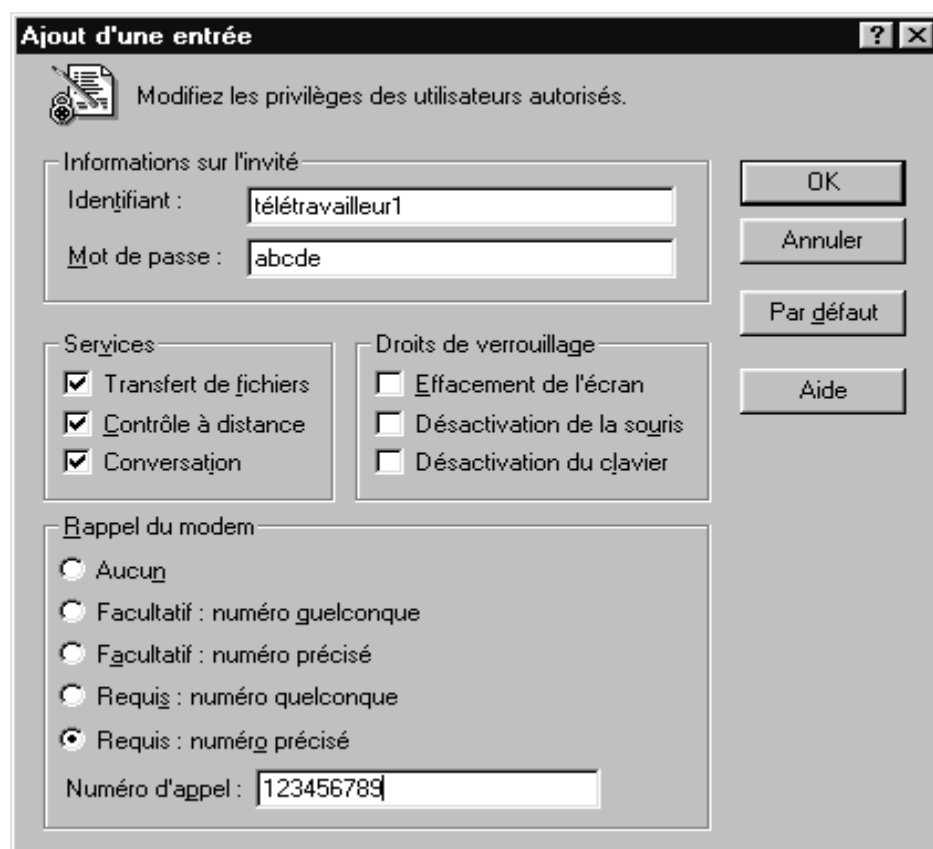 Ajout d'une entrée
Modifiez les privilèges des utilisateurs autorisés.
Informations sur l'invité
Identifiant : télétravailleur1
Mot de passe : abcde
OK
Annuler
Par défaut
Aide
Services
Transfert de fichiers
Contrôle à distance
Conversation
Droits de verrouillage
Effacement de l'écran
Désactivation de la souris
Désactivation du clavier
Rappel du modem
Aucun
Facultatif : numéro quelconque
Facultatif : numéro précisé
Requis : numéro quelconque
Requis : numéro précisé
Numéro d'appel : 123456789